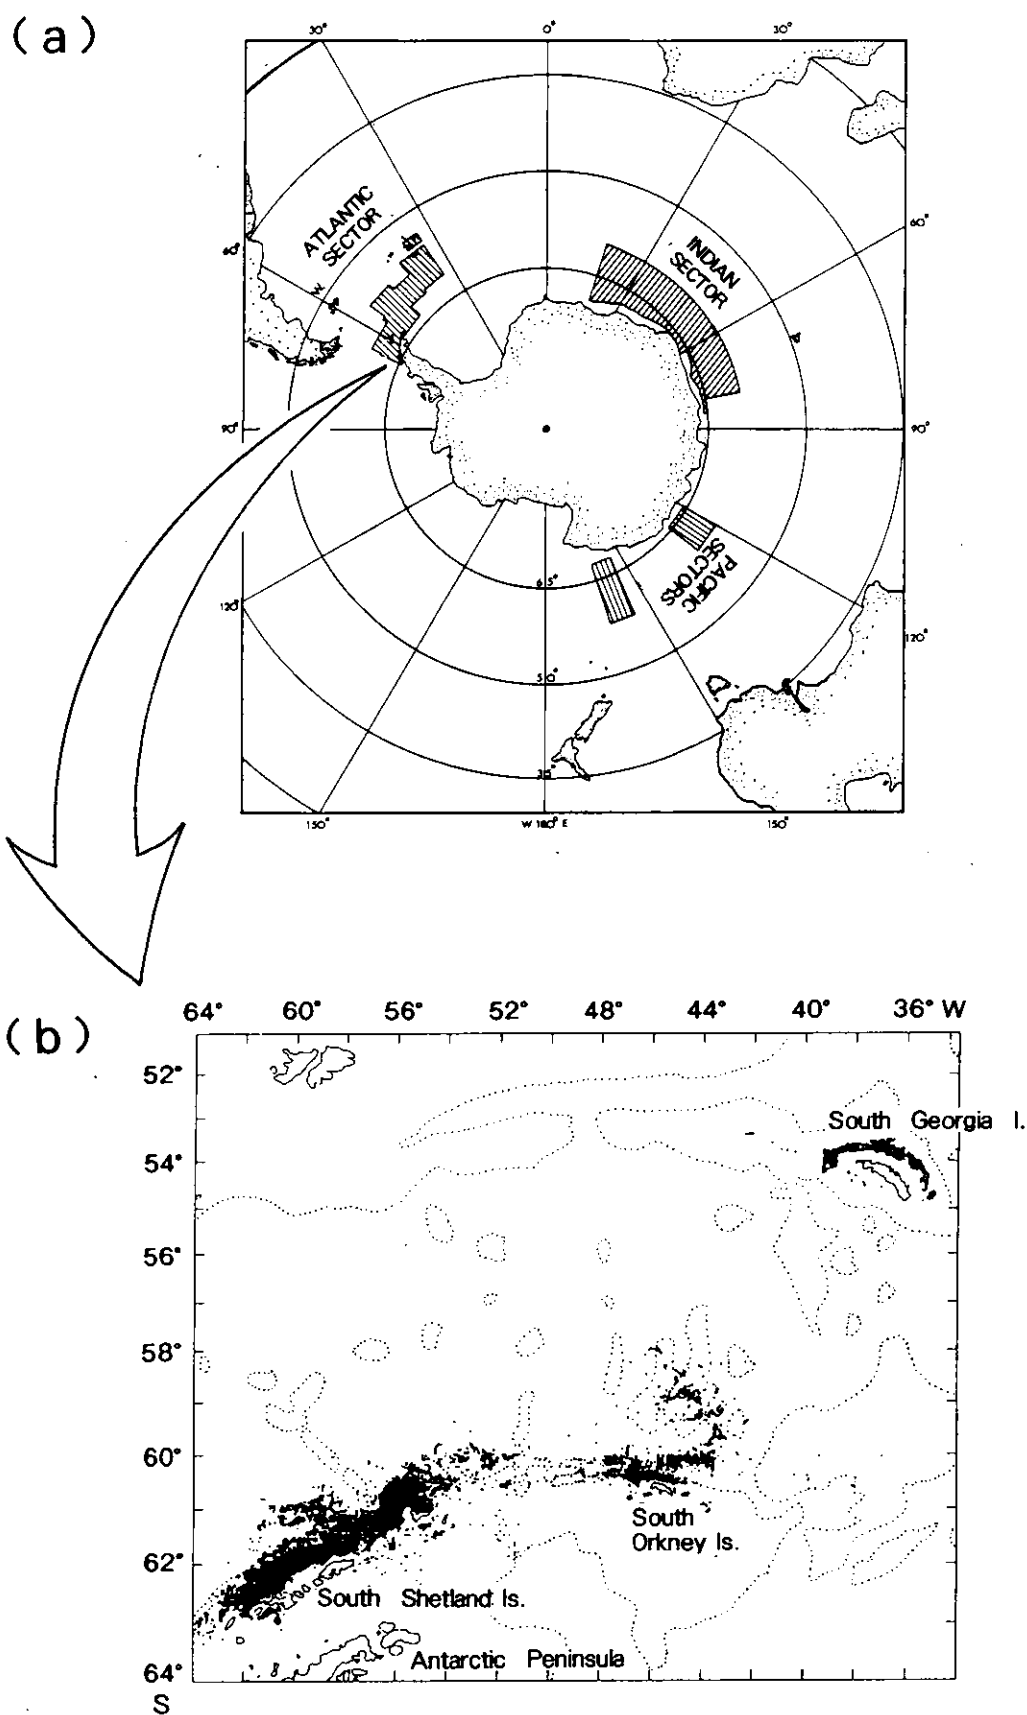 (a)
30°
0°
30°
60°
60°
ATLANTIC
SECTOR
INDIAN
SECTOR
90°
90°
PACIFIC
SECTORS
65°
120°
120°
50°
35°
150°
W 180° E
150°
(b)
64° 60° 56° 52° 48° 44° 40° 36° W
52°
South Georgia I.
54°
56°
58°
60°
South
Orkney Is.
62°
South Shetland Is.
Antarctic Peninsula
64°
S